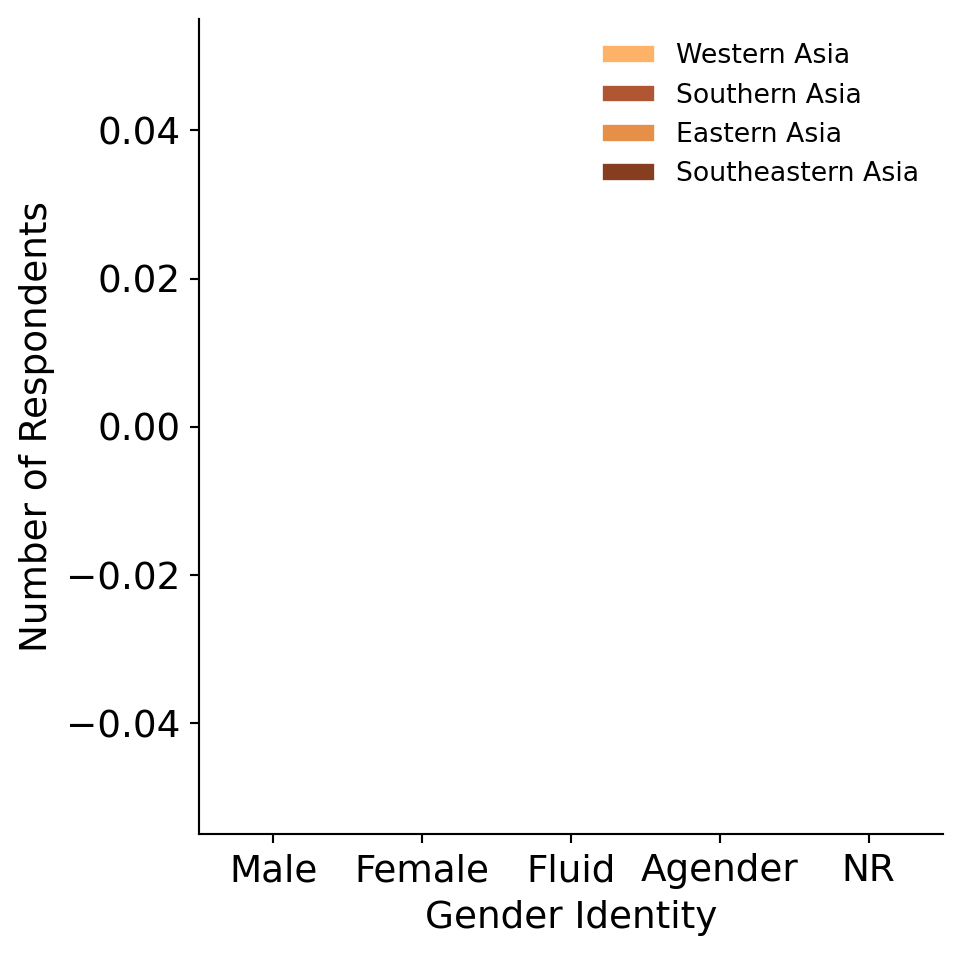 Western Asia
Southern Asia
Eastern Asia
Southeastern Asia
Number of Respondents
0.04
0.02
0.00
−0.02
−0.04
Male Female Fluid Agender NR
Gender Identity